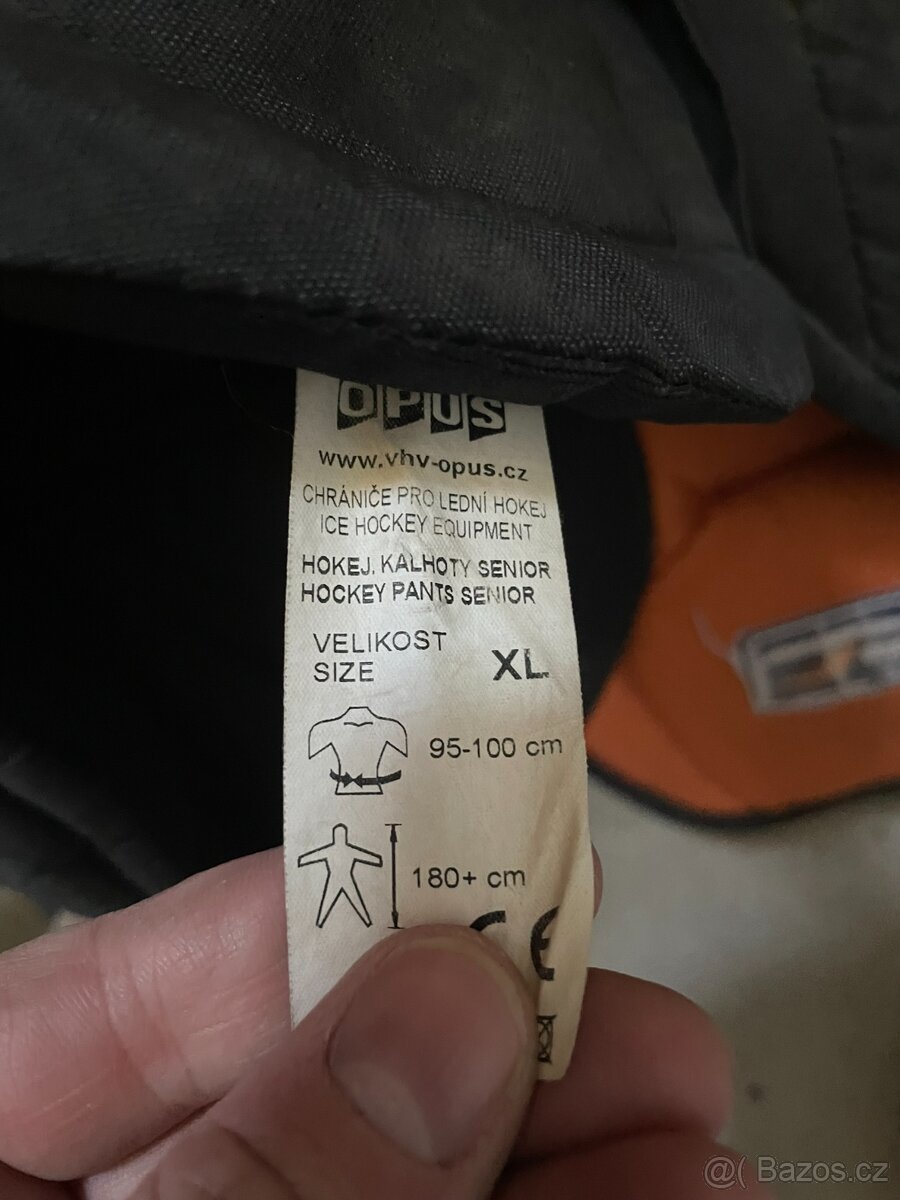 OPUS
www.vhv-opus.cz
CHRÁNIČE PRO LEDNÍ HOKEJ
ICE HOCKEY EQUIPMENT
HOKEJ. KALHOTY SENIOR
HOCKEY PANTS SENIOR
VELIKOST
SIZE XL
95-100 cm
180+ cm
CE
@( Bazos.cz